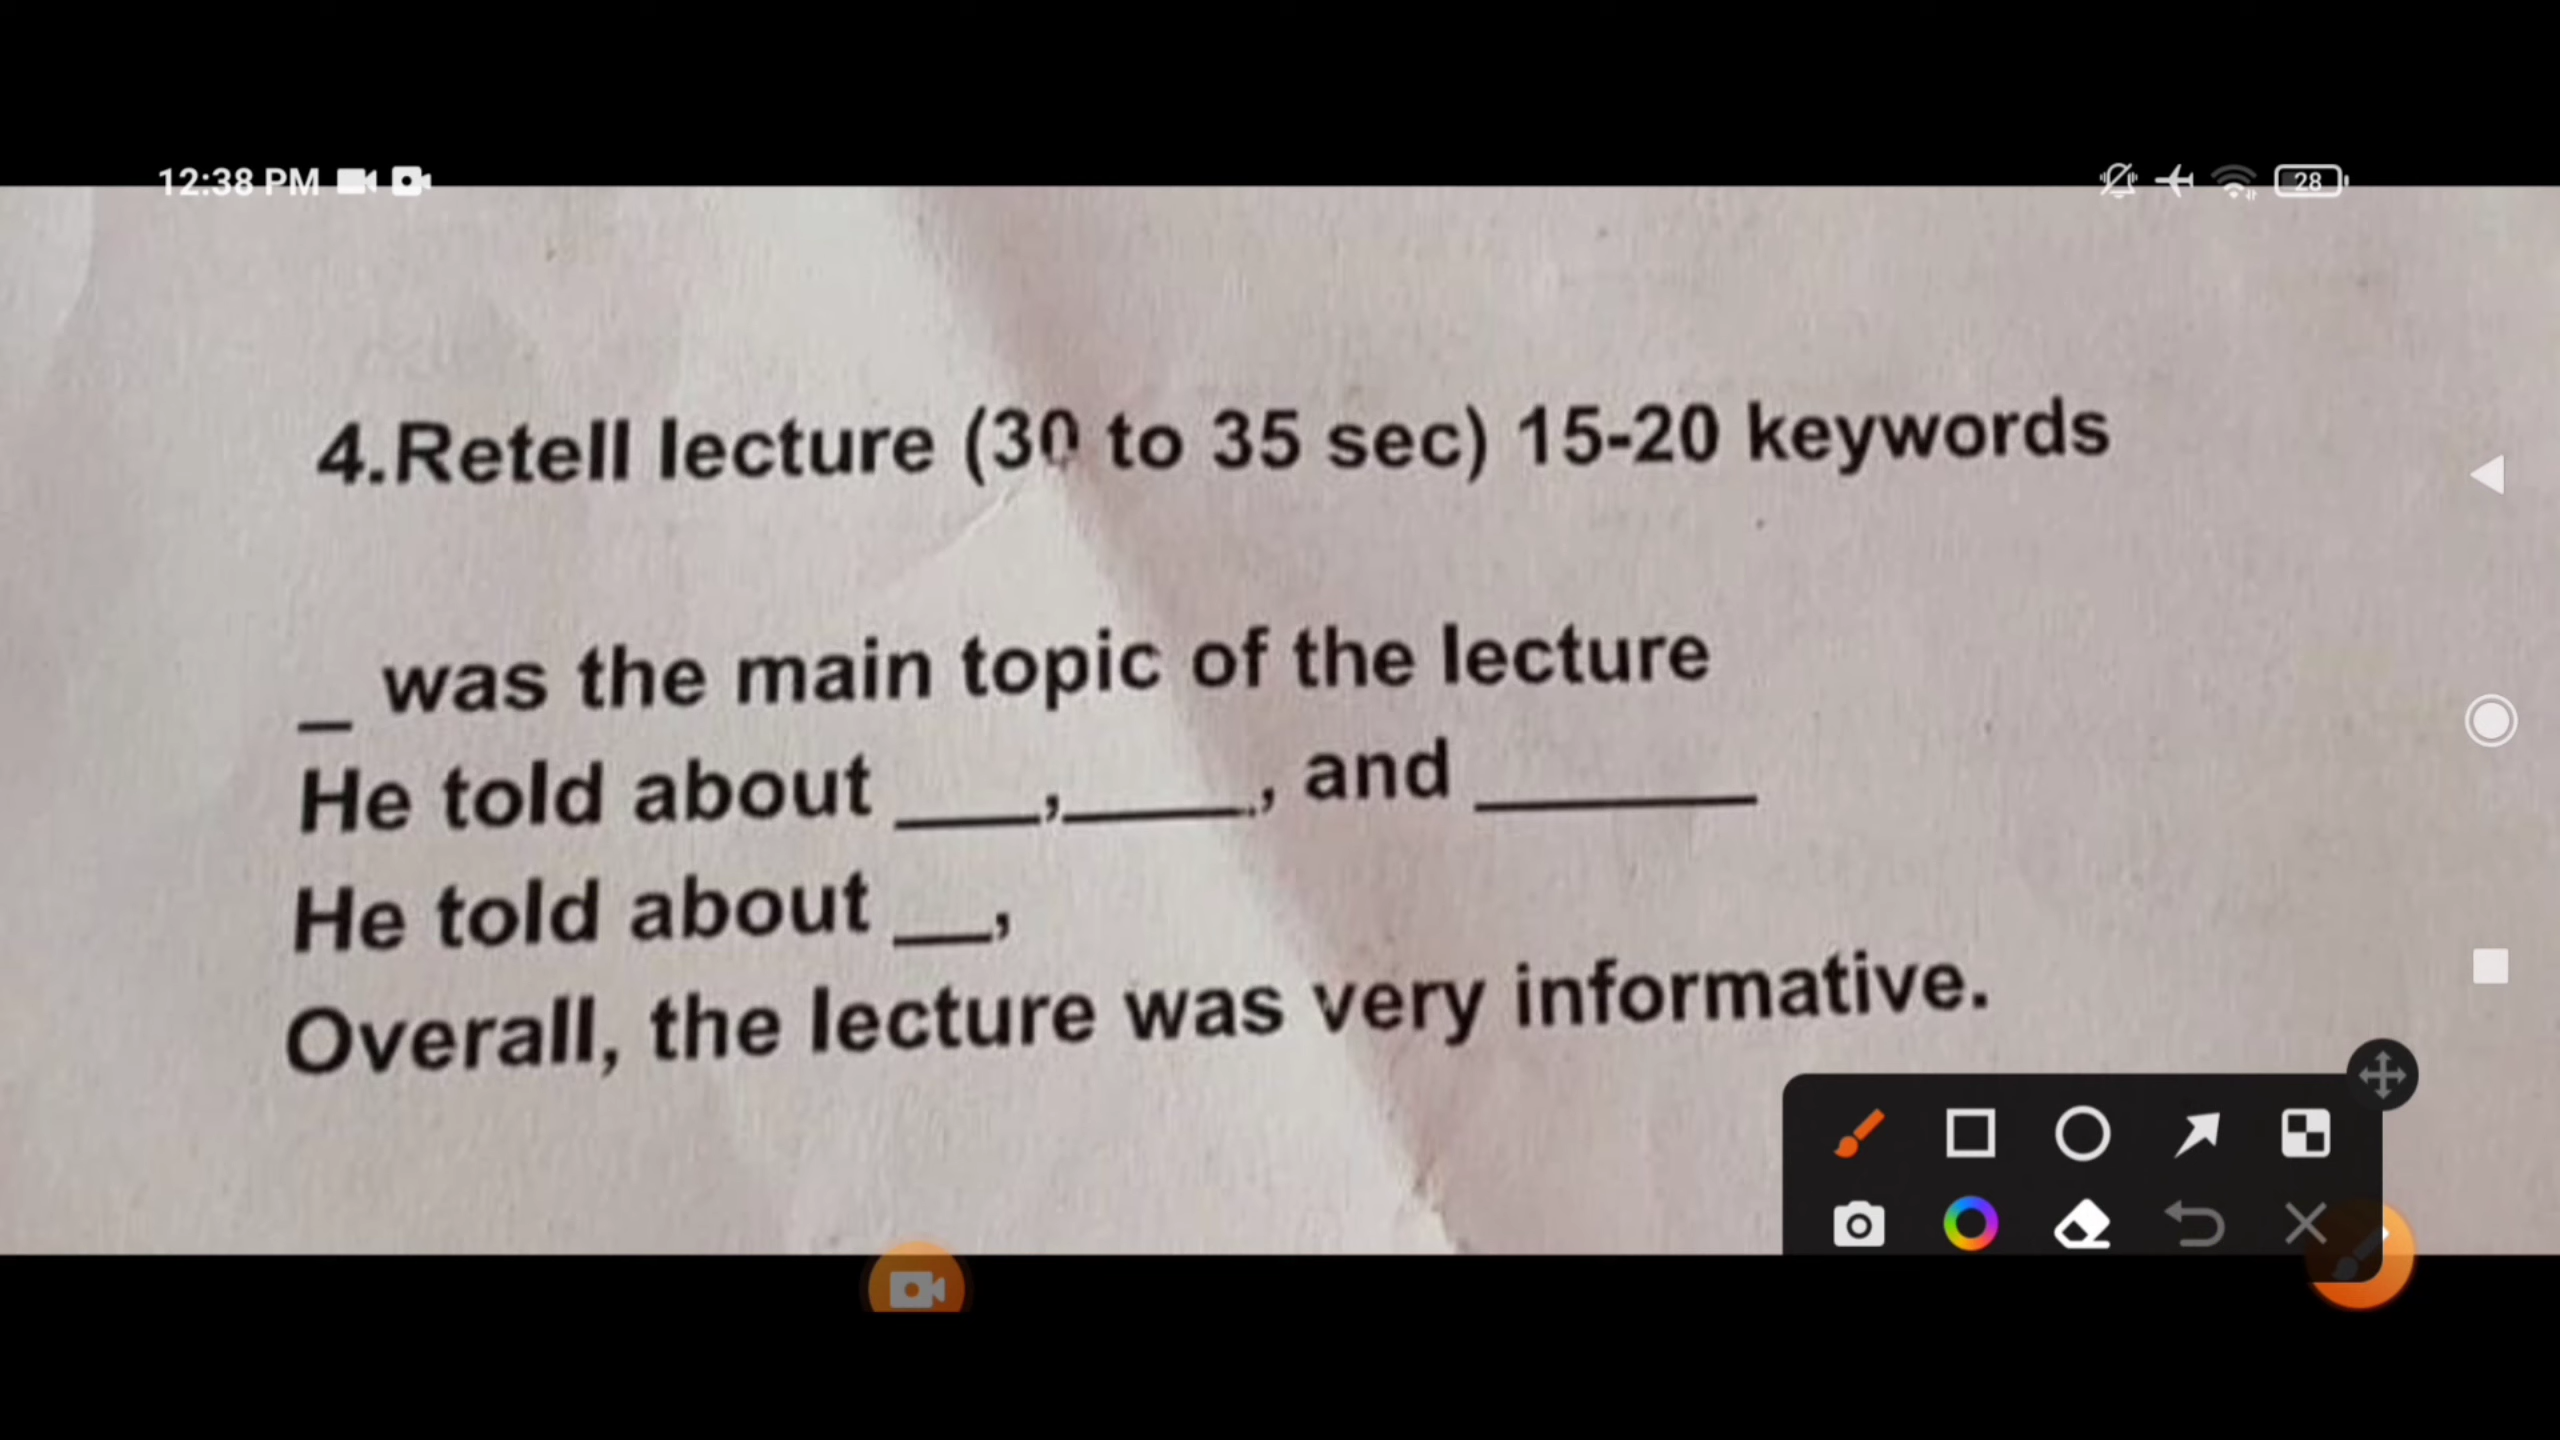 12:38 PM
28
4.Retell lecture (30 to 35 sec) 15-20 keywords
_ was the main topic of the lecture
He told about ___,____., and ______
He told about __,
Overall, the lecture was very informative.